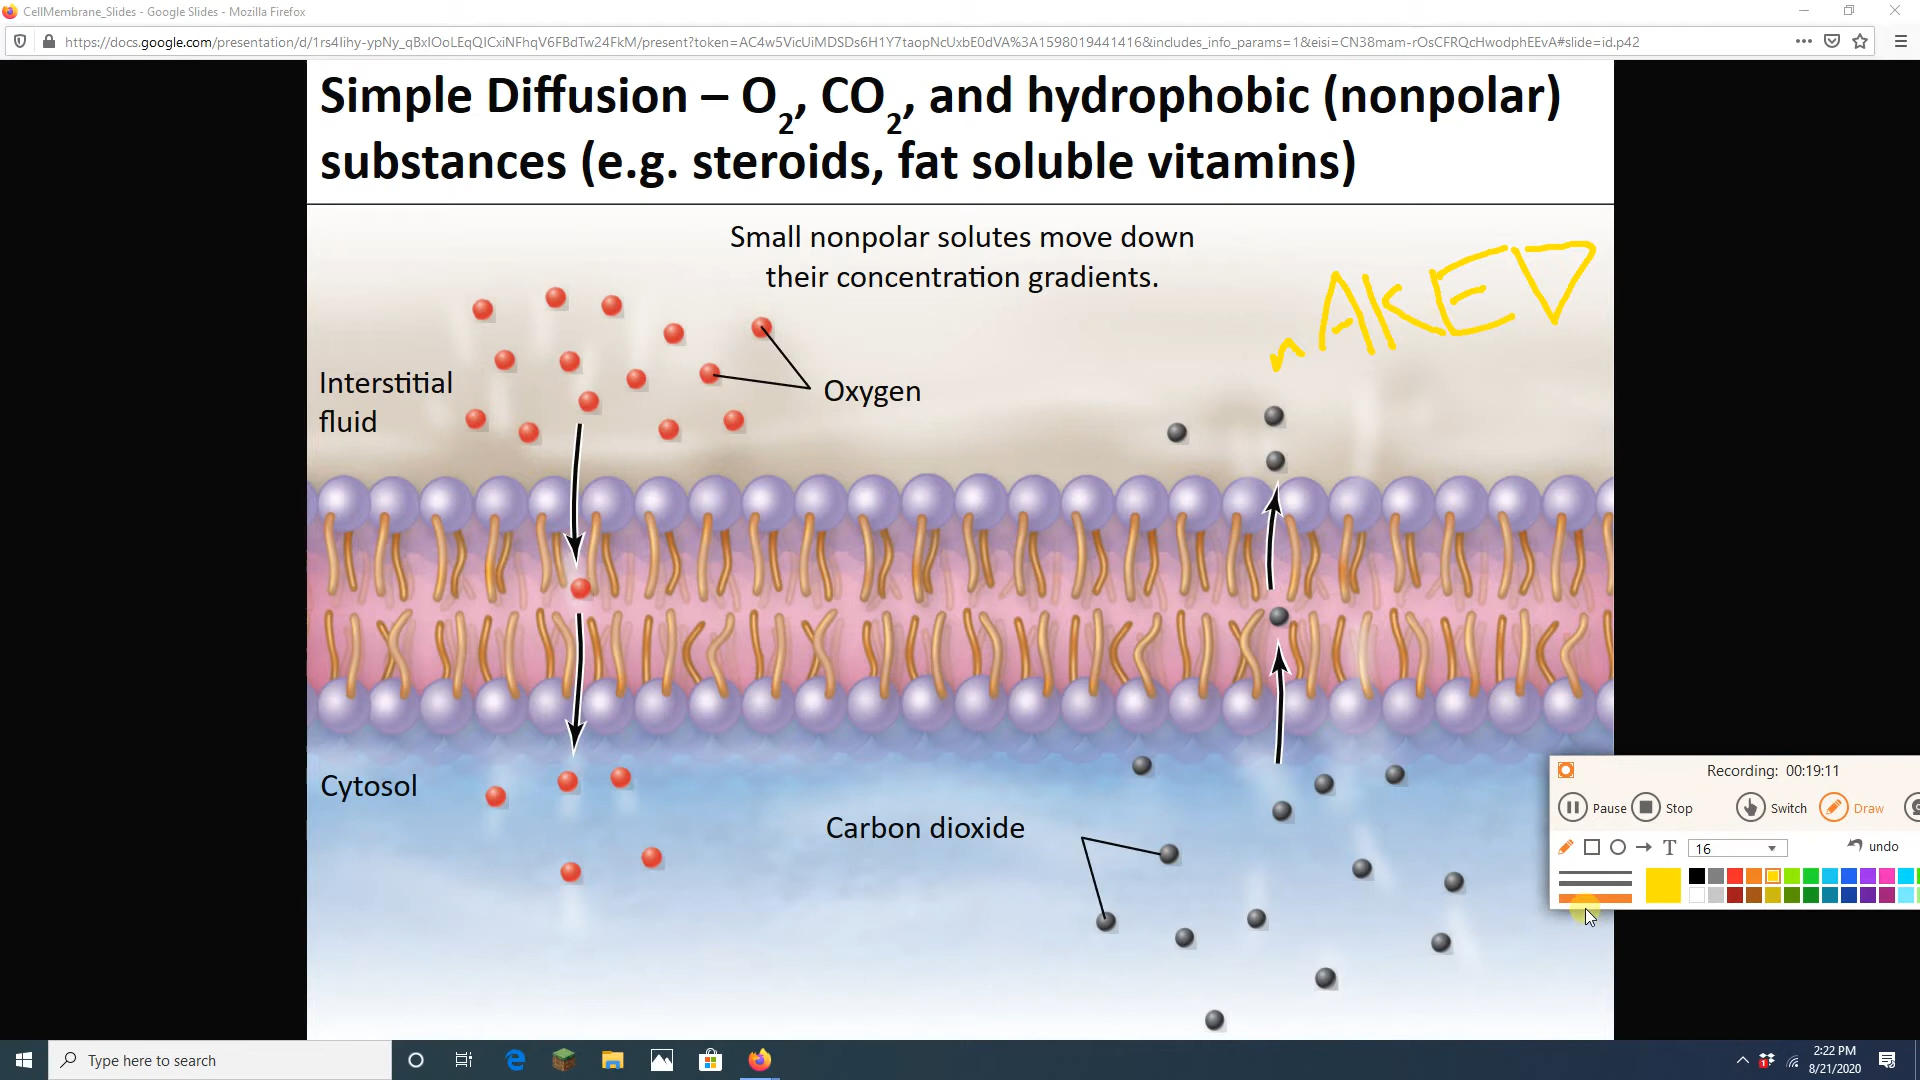 CellMembrane_Slides - Google Slides - Mozilla Firefox
https://docs.google.com/presentation/d/1rs4Iihy-ypNy_qBxIOoLEqQICxiNFhqV6FBdTw24FkM/present?token=AC4w5VicUiMDSDs6H1Y7taopNcUxbE0dVA%3A1598019441416&includes_info_params=1&eisi=CN38mam-rOsCFRQcHwodphEEvA#slide=id.p42
Simple Diffusion – O2, CO2, and hydrophobic (nonpolar)
substances (e.g. steroids, fat soluble vitamins)
Small nonpolar solutes move down
their concentration gradients.
nAKED
Interstitial
fluid
Oxygen
Cytosol
Carbon dioxide
Recording: 00:19:11
Pause Stop Switch Draw
T 16 undo
Type here to search
2:22 PM
8/21/2020